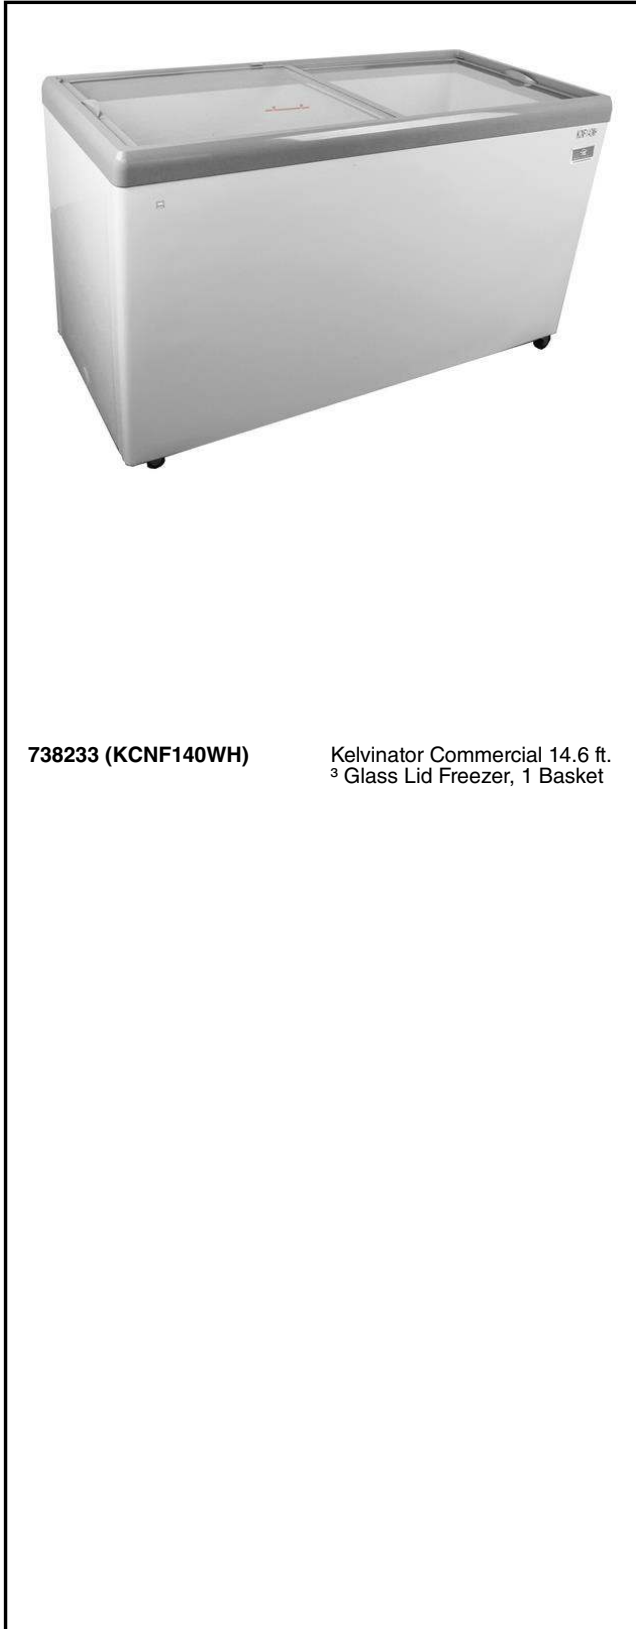 738233 (KCNF140WH)
Kelvinator Commercial 14.6 ft.
³ Glass Lid Freezer, 1 Basket